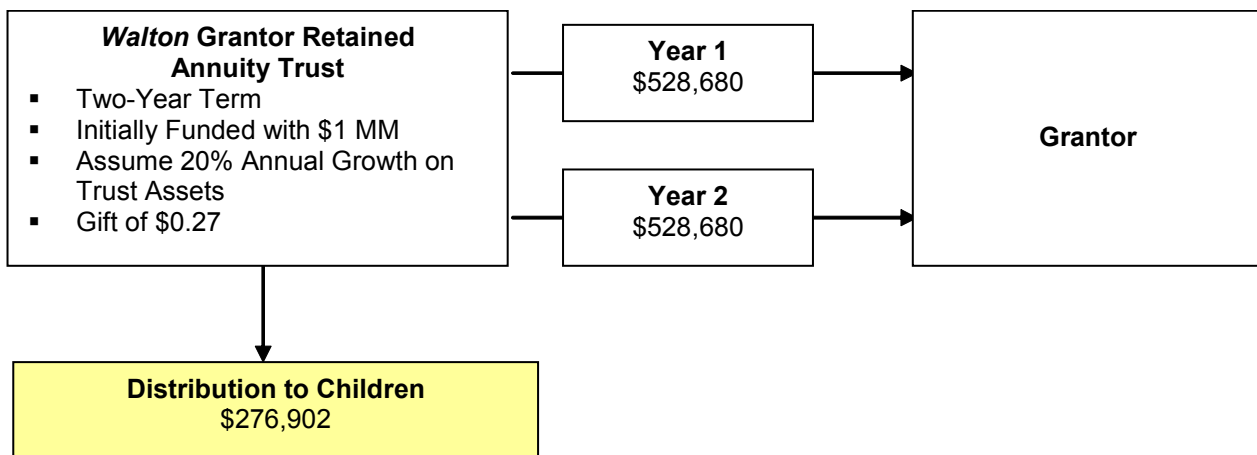 Walton Grantor Retained
Annuity Trust
▪ Two-Year Term
▪ Initially Funded with $1 MM
▪ Assume 20% Annual Growth on
Trust Assets
▪ Gift of $0.27
Year 1
$528,680
Year 2
$528,680
Grantor
Distribution to Children
$276,902